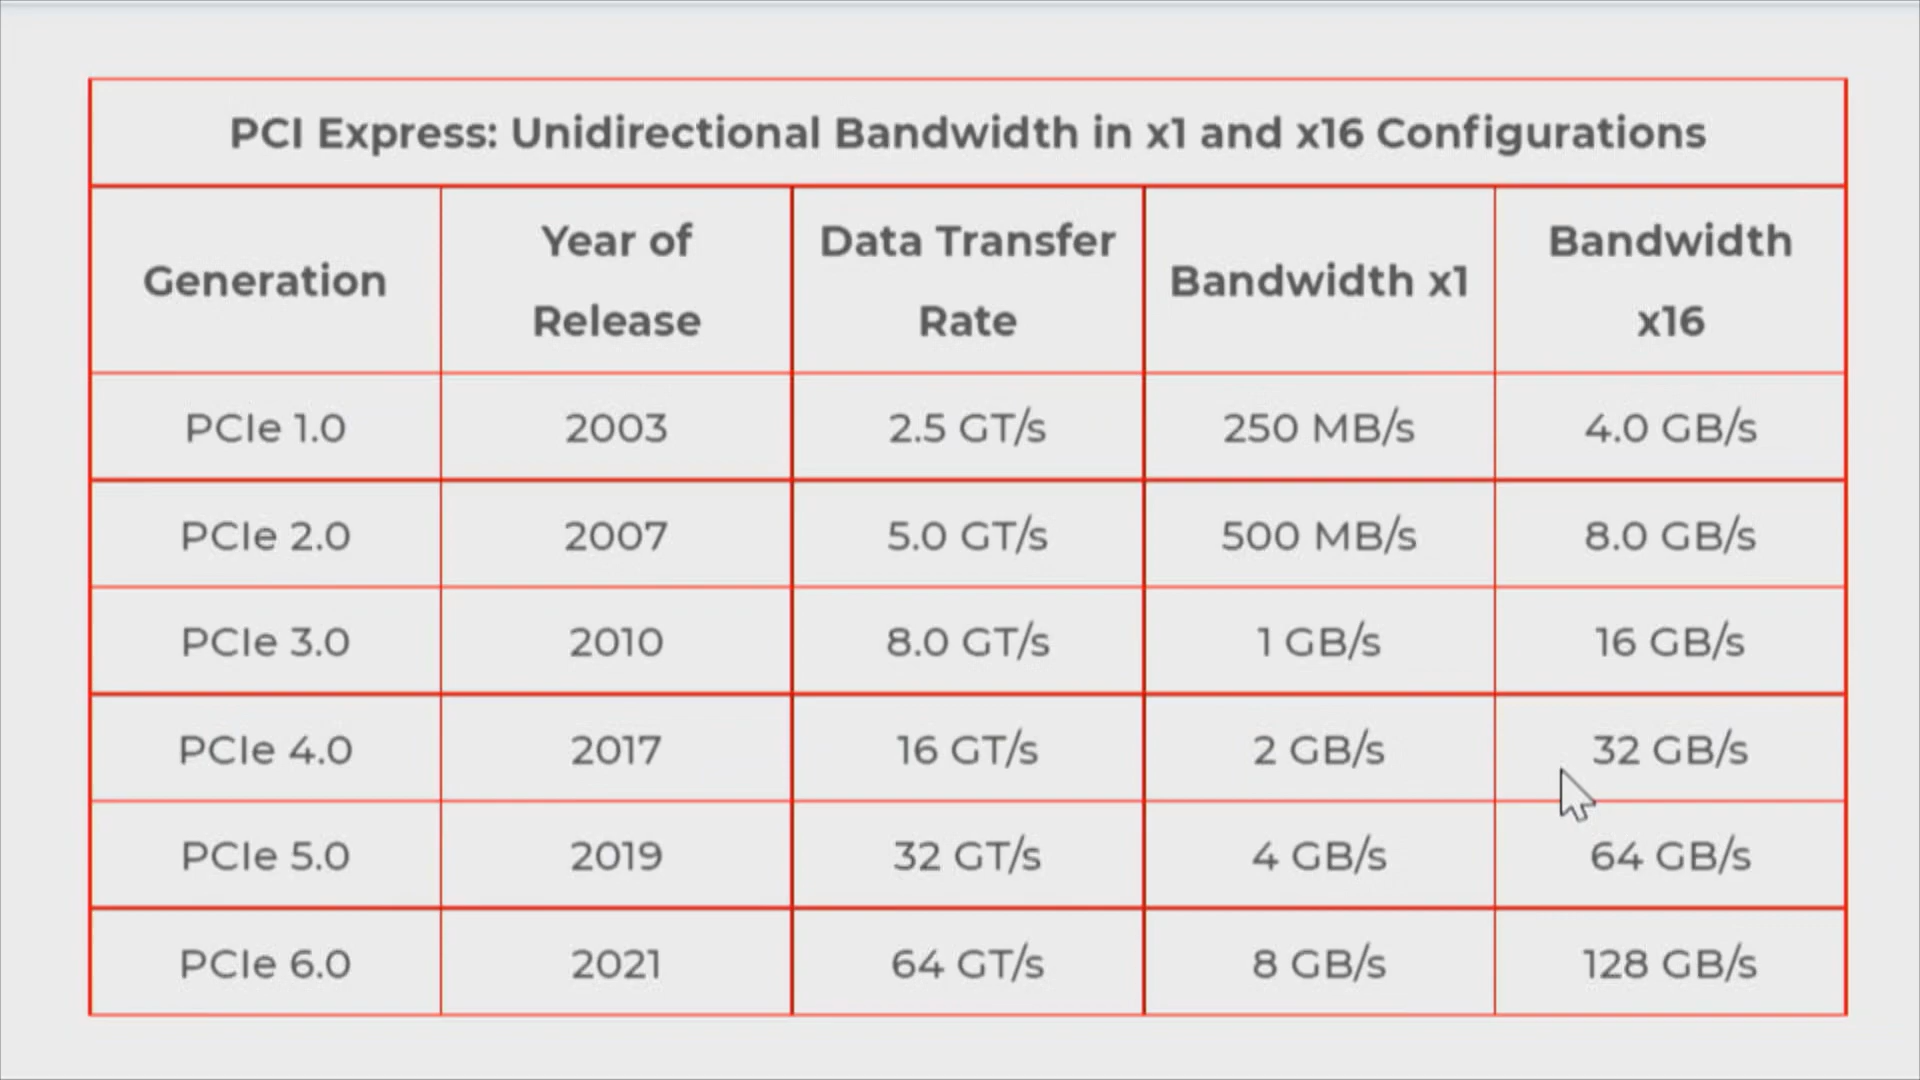 PCI Express: Unidirectional Bandwidth in x1 and x16 Configurations
Generation
Year of
Release
Data Transfer
Rate
Bandwidth x1
Bandwidth
x16
PCIe 1.0
2003
2.5 GT/s
250 MB/s
4.0 GB/s
PCIe 2.0
2007
5.0 GT/s
500 MB/s
8.0 GB/s
PCIe 3.0
2010
8.0 GT/s
1 GB/s
16 GB/s
PCIe 4.0
2017
16 GT/s
2 GB/s
32 GB/s
PCIe 5.0
2019
32 GT/s
4 GB/s
64 GB/s
PCIe 6.0
2021
64 GT/s
8 GB/s
128 GB/s